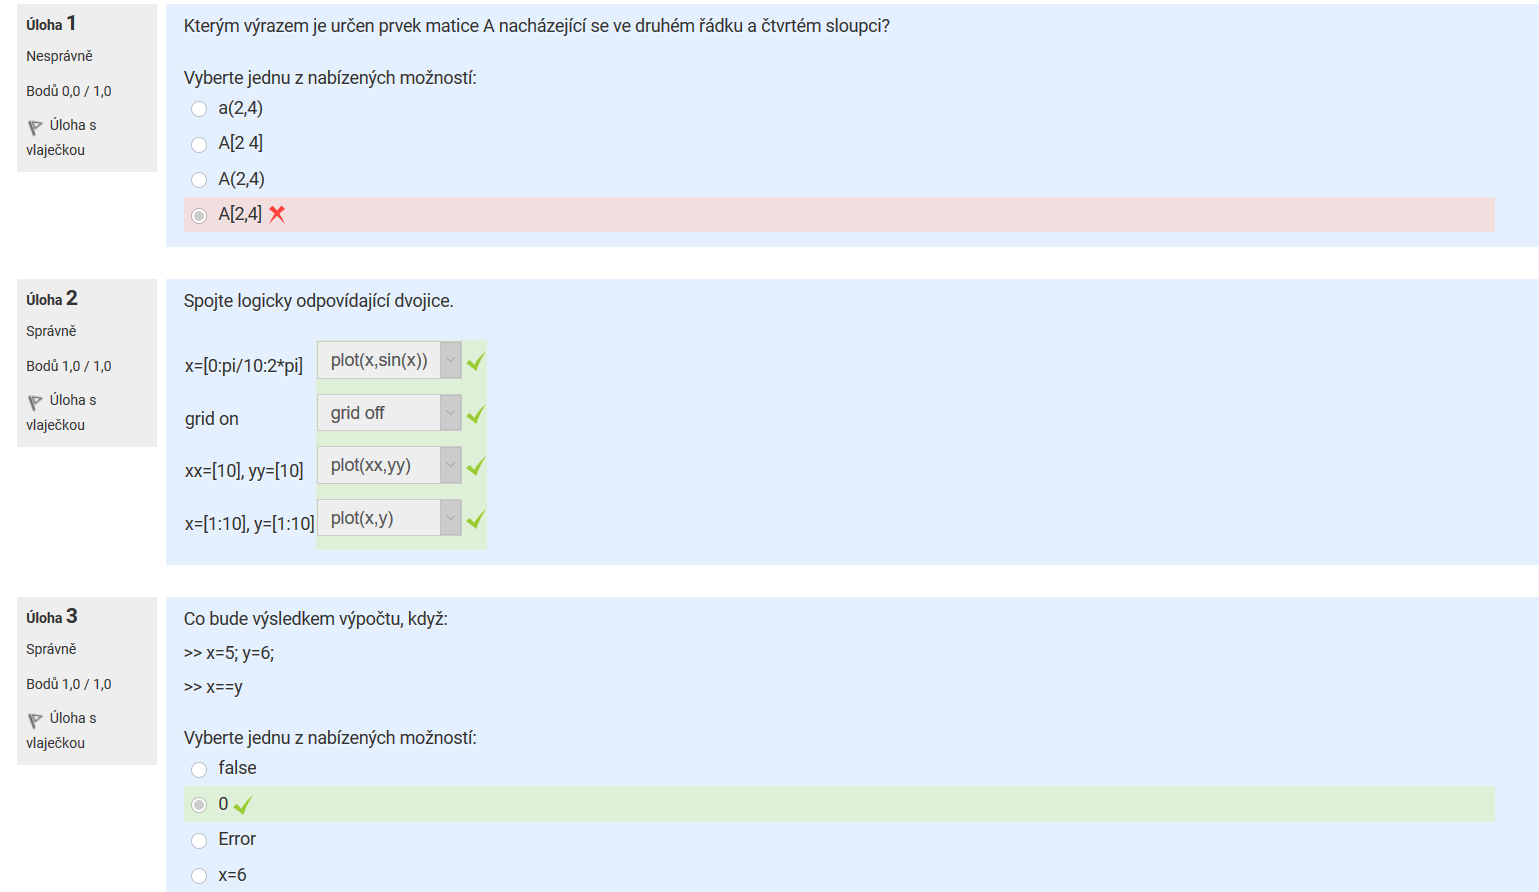 Úloha 1
Nesprávně
Bodů 0,0 / 1,0
Úloha s
vlaječkou
Kterým výrazem je určen prvek matice A nacházející se ve druhém řádku a čtvrtém sloupci?
Vyberte jednu z nabízených možností:
a(2,4)
A[2 4]
A(2,4)
A[2,4]
Úloha 2
Správně
Bodů 1,0 / 1,0
Úloha s
vlaječkou
Spojte logicky odpovídající dvojice.
x=[0:pi/10:2*pi] plot(x,sin(x))
grid on grid off
xx=[10], yy=[10] plot(xx,yy)
x=[1:10], y=[1:10] plot(x,y)
Úloha 3
Správně
Bodů 1,0 / 1,0
Úloha s
vlaječkou
Co bude výsledkem výpočtu, když:
>> x=5; y=6;
>> x==y
Vyberte jednu z nabízených možností:
false
0
Error
x=6